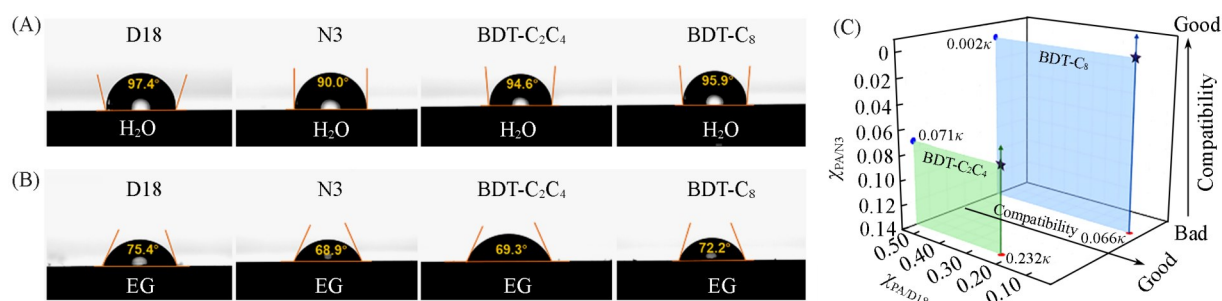 (A)
D18
N3
BDT-C₂C₄
BDT-C₈
97.4°
90.0°
94.6°
95.9°
H₂O
H₂O
H₂O
H₂O
(B)
D18
N3
BDT-C₂C₄
BDT-C₈
75.4°
68.9°
69.3°
72.2°
EG
EG
EG
EG
(C)
Good
0.002κ
BDT-C₈
0
0.02
0.04
0.06
0.08
0.10
0.12
0.14
χPA/N3
0.071κ
BDT-C₂C₄
Compatibility
Compatibility
0.066κ
Bad
0.232κ
Good
0.50
0.40
0.30
0.20
0.10
χPA/D18